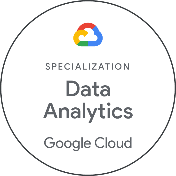 SPECIALIZATION
Data
Analytics
Google Cloud